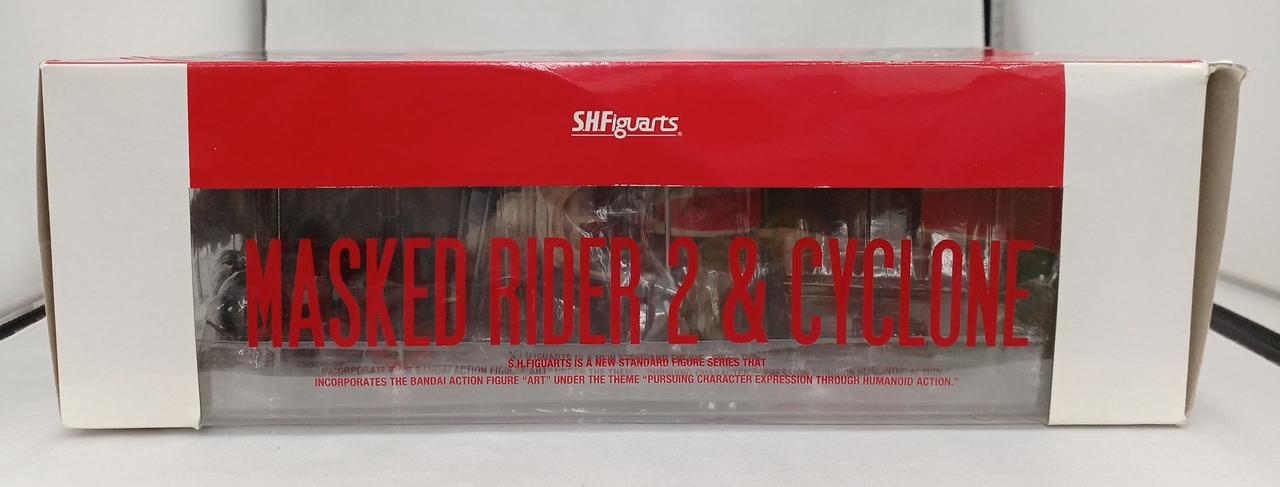 S.H.Figuarts®
MASKED RIDER 2 & CYCLONE
S.H.FIGUARTS IS A NEW STANDARD FIGURE SERIES THAT
INCORPORATES THE BANDAI ACTION FIGURE "ART" UNDER THE THEME "PURSUING CHARACTER EXPRESSION THROUGH HUMANOID ACTION."